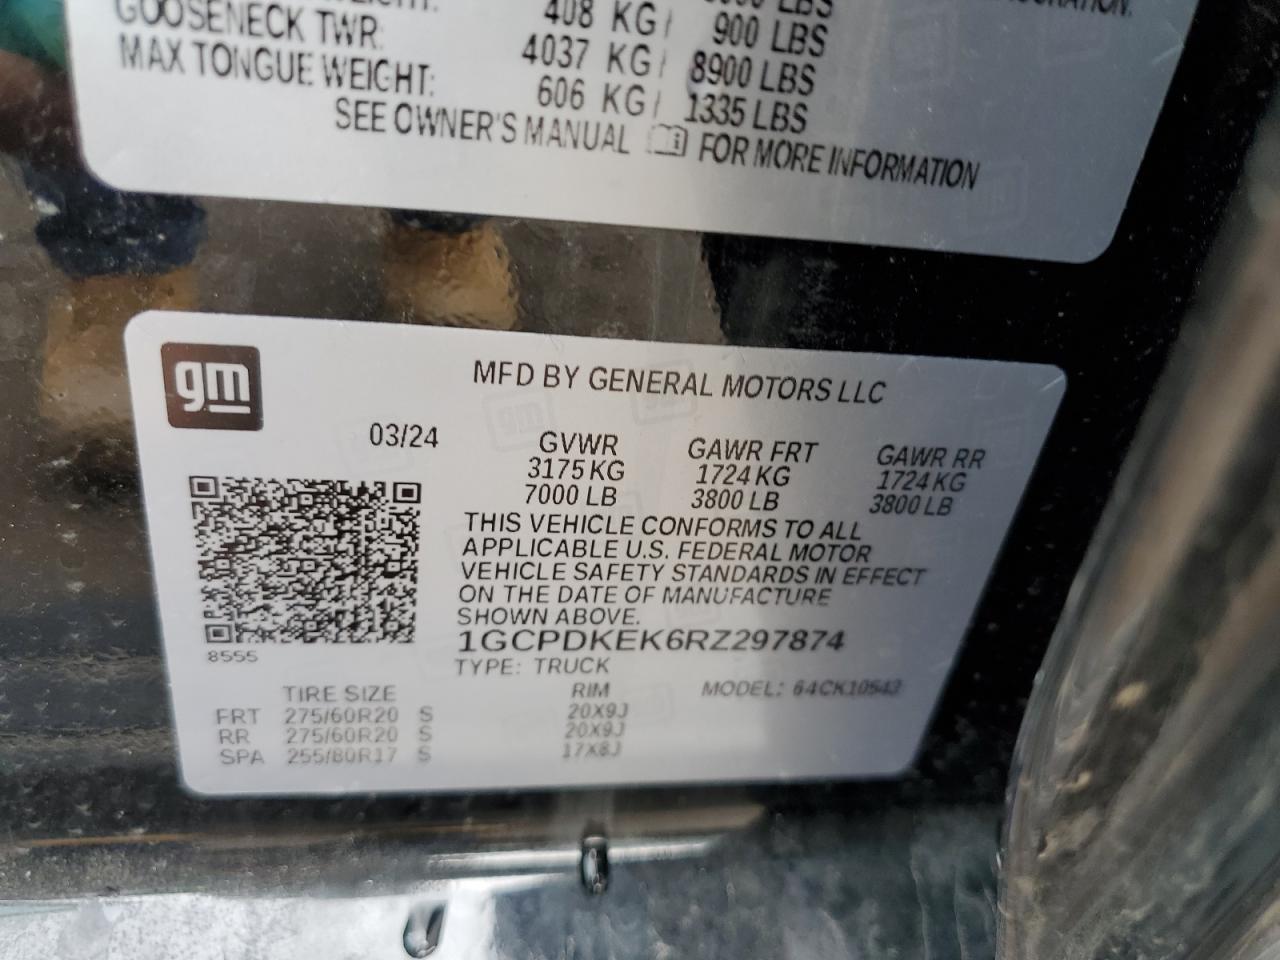 408 KG / 900 LBS
GOOSENECK TWR: 4037 KG / 8900 LBS
MAX TONGUE WEIGHT: 606 KG / 1335 LBS
SEE OWNER'S MANUAL FOR MORE INFORMATION
gm
MFD BY GENERAL MOTORS LLC
03/24 GVWR GAWR FRT GAWR RR
3175 KG 1724 KG 1724 KG
7000 LB 3800 LB 3800 LB
THIS VEHICLE CONFORMS TO ALL
APPLICABLE U.S. FEDERAL MOTOR
VEHICLE SAFETY STANDARDS IN EFFECT
ON THE DATE OF MANUFACTURE
SHOWN ABOVE.
1GCPDKEK6RZ297874
8555
TYPE: TRUCK
MODEL: 64CK10543
TIRE SIZE RIM
FRT 275/60R20 S 20X9J
RR 275/60R20 S 20X9J
SPA 255/80R17 S 17X8J